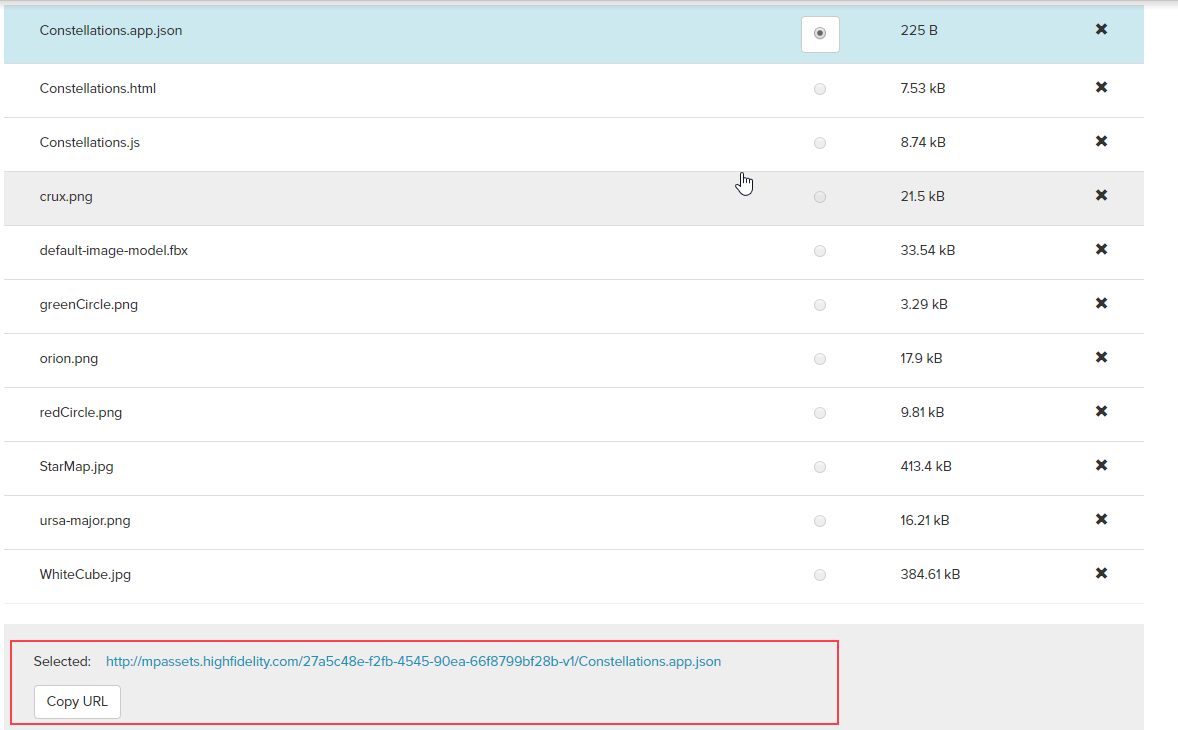 Constellations.app.json 225 B ✖
Constellations.html 7.53 kB ✖
Constellations.js 8.74 kB ✖
crux.png 21.5 kB ✖
default-image-model.fbx 33.54 kB ✖
greenCircle.png 3.29 kB ✖
orion.png 17.9 kB ✖
redCircle.png 9.81 kB ✖
StarMap.jpg 413.4 kB ✖
ursa-major.png 16.21 kB ✖
WhiteCube.jpg 384.61 kB ✖
Selected: http://mpassets.highfidelity.com/27a5c48e-f2fb-4545-90ea-66f8799bf28b-v1/Constellations.app.json
Copy URL